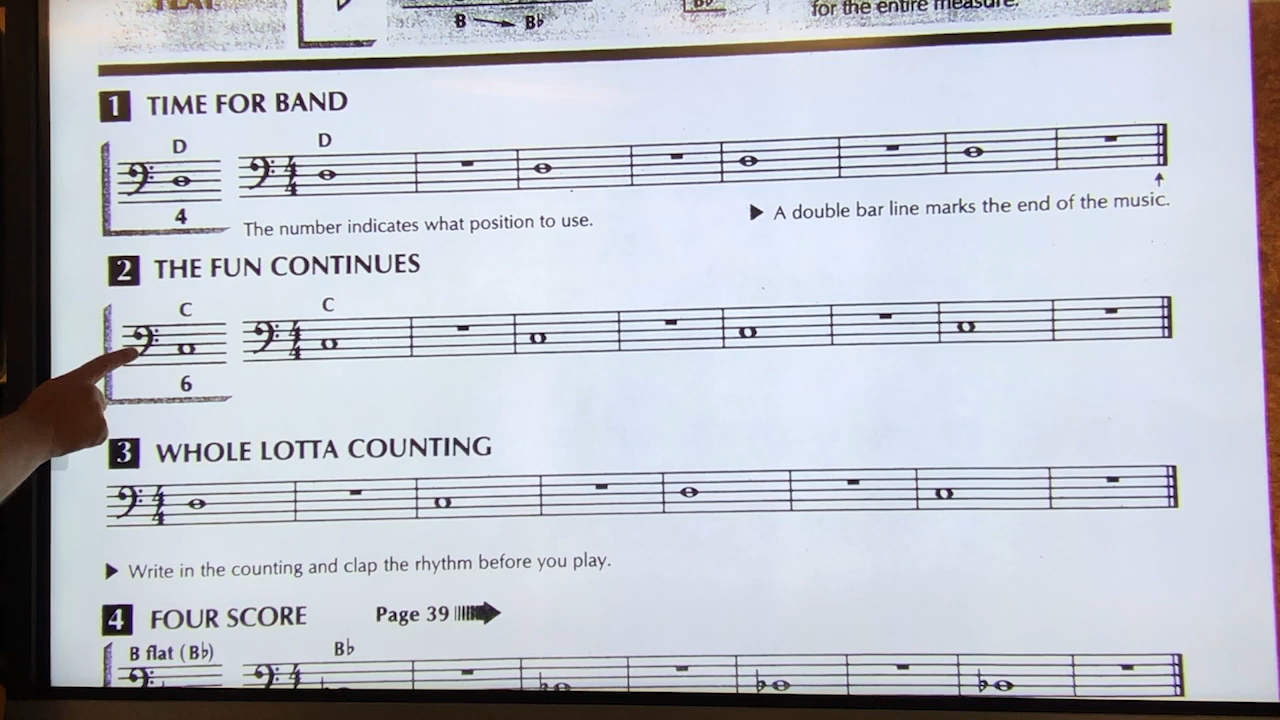 FLAT
B B♭
B♭
for the entire measure.
1 TIME FOR BAND
D D
4
The number indicates what position to use.
▶ A double bar line marks the end of the music.
2 THE FUN CONTINUES
C C
6
3 WHOLE LOTTA COUNTING
▶ Write in the counting and clap the rhythm before you play.
4 FOUR SCORE Page 39
B flat (B♭) B♭